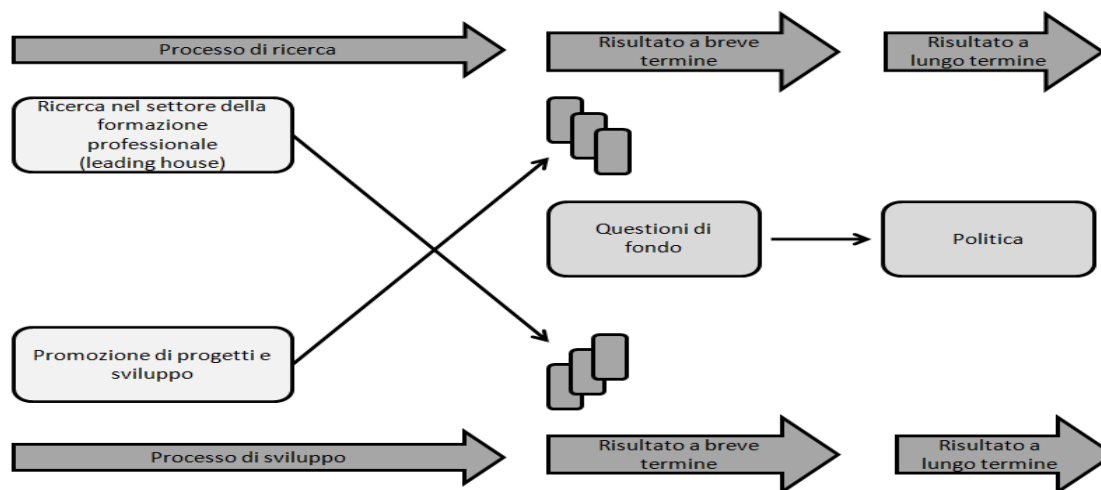 Processo di ricerca
Risultato a breve
termine
Risultato a
lungo termine
Ricerca nel settore della
formazione
professionale
(leading house)
Questioni di
fondo
Politica
Promozione di progetti e
sviluppo
Processo di sviluppo
Risultato a breve
termine
Risultato a
lungo termine